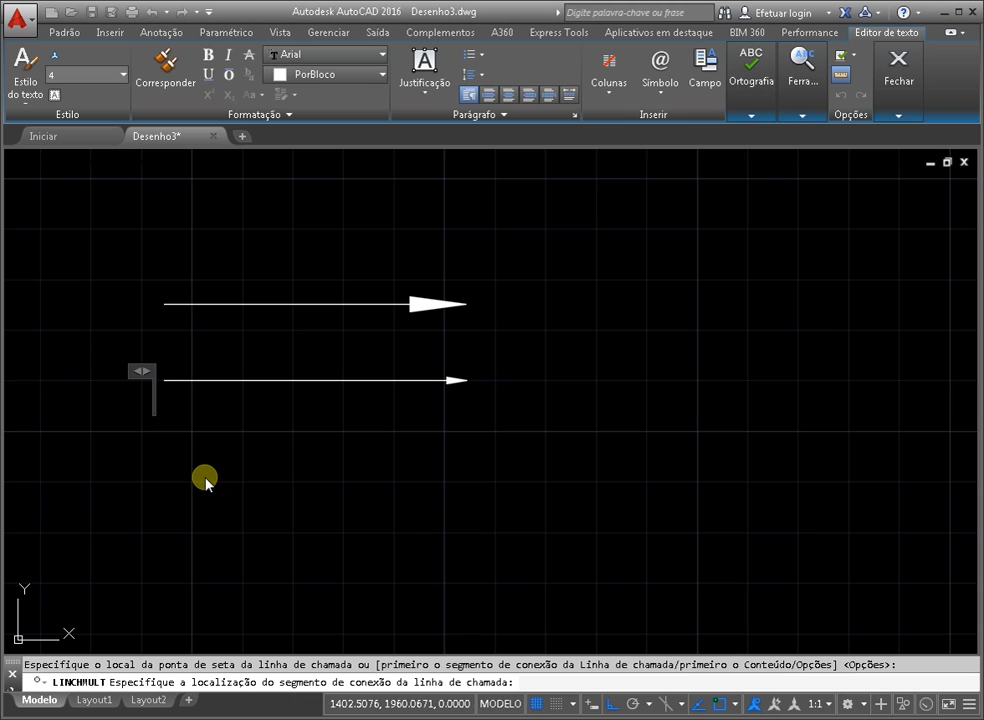 Autodesk AutoCAD 2016 Desenho3.dwg
Digite palavra-chave ou frase
Efetuar login
Padrão Inserir Anotação Paramétrico Vista Gerenciar Saída Complementos A360 Express Tools Aplicativos em destaque BIM 360 Performance Editor de texto
Estilo do texto
4
Corresponder
B I A
Arial
U O
PorBloco
Justificação
Colunas
Símbolo
Campo
ABC
Ortografia
Ferra...
Fechar
Estilo Formatação Parágrafo Inserir Opções
Iniciar
Desenho3*
Y
X
Especifique o local da ponta de seta da linha de chamada ou [primeiro o segmento de conexão da Linha de chamada/primeiro o Conteúdo/Opções] <Opções>:
LINCHMULT Especifique a localização do segmento de conexão da linha de chamada:
Modelo Layout1 Layout2 +
1402.5076, 1960.0671, 0.0000 MODELO
1:1